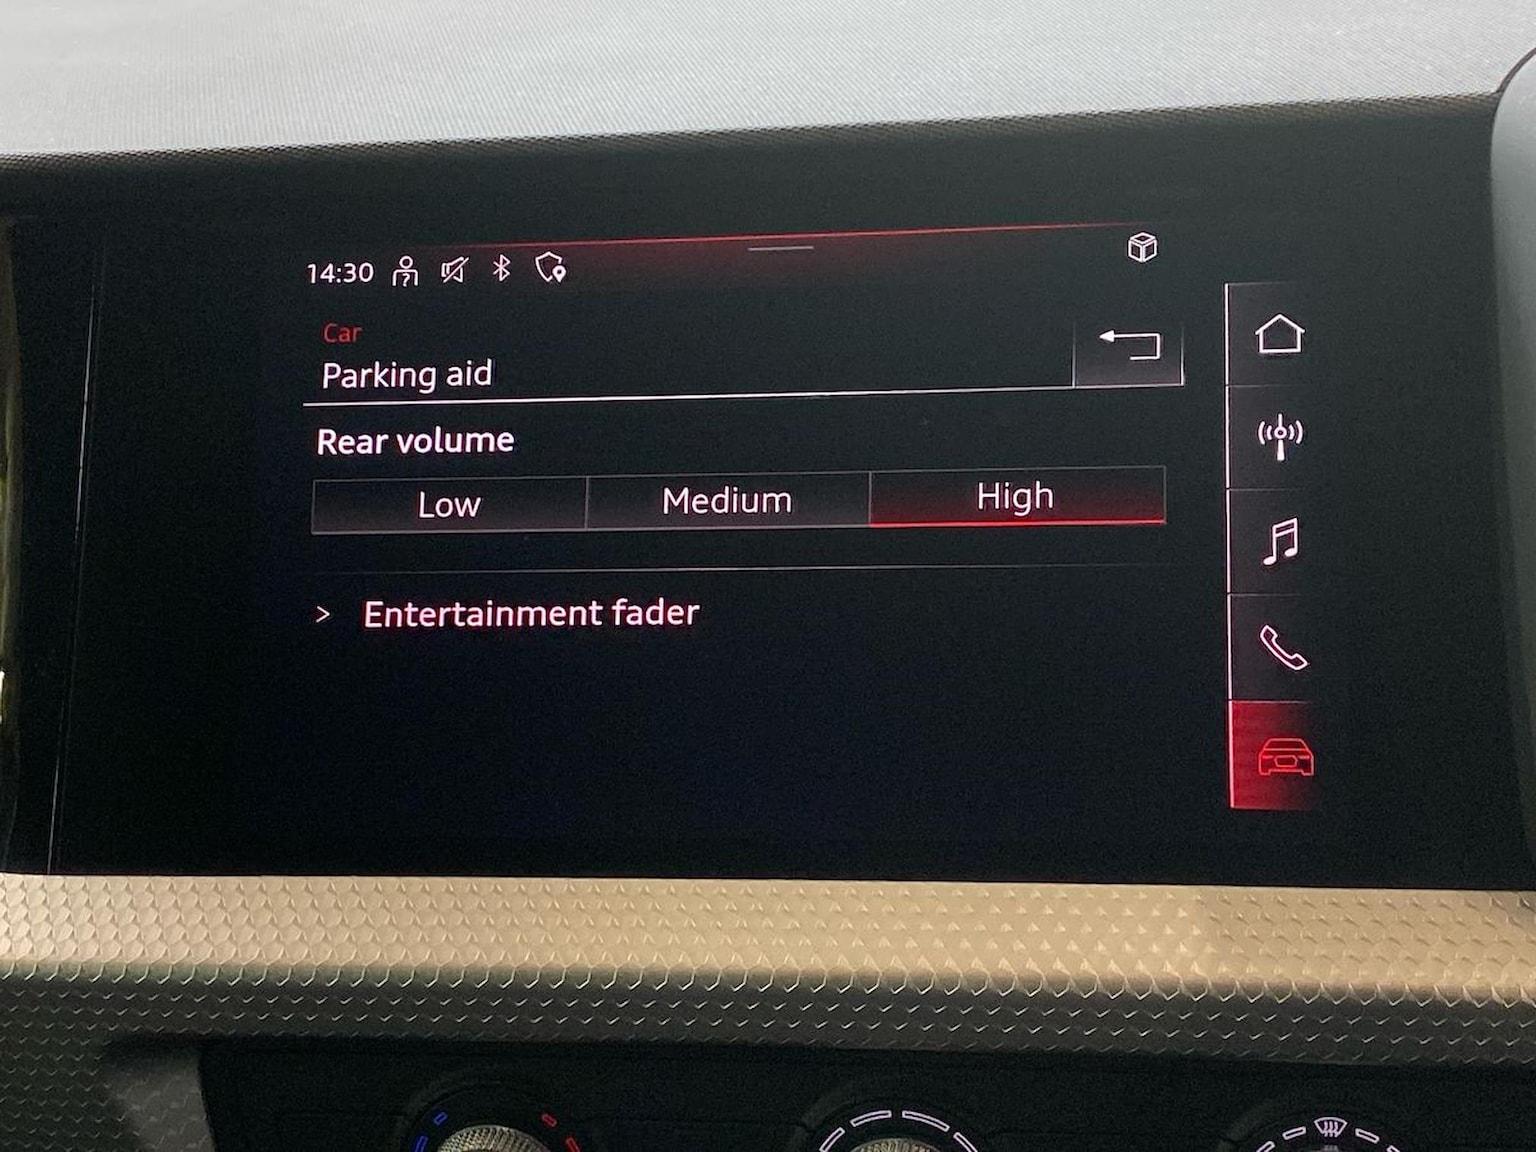 14:30
Car
Parking aid
Rear volume
Low Medium High
> Entertainment fader